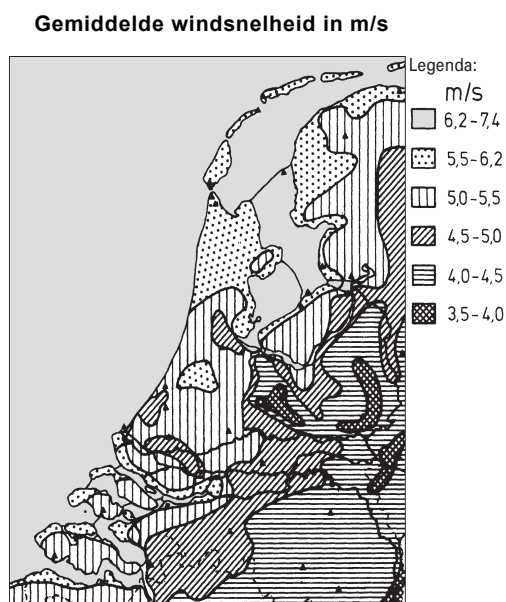 Gemiddelde windsnelheid in m/s
Legenda:
m/s
6,2-7,4
5,5-6,2
5,0-5,5
4,5-5,0
4,0-4,5
3,5-4,0